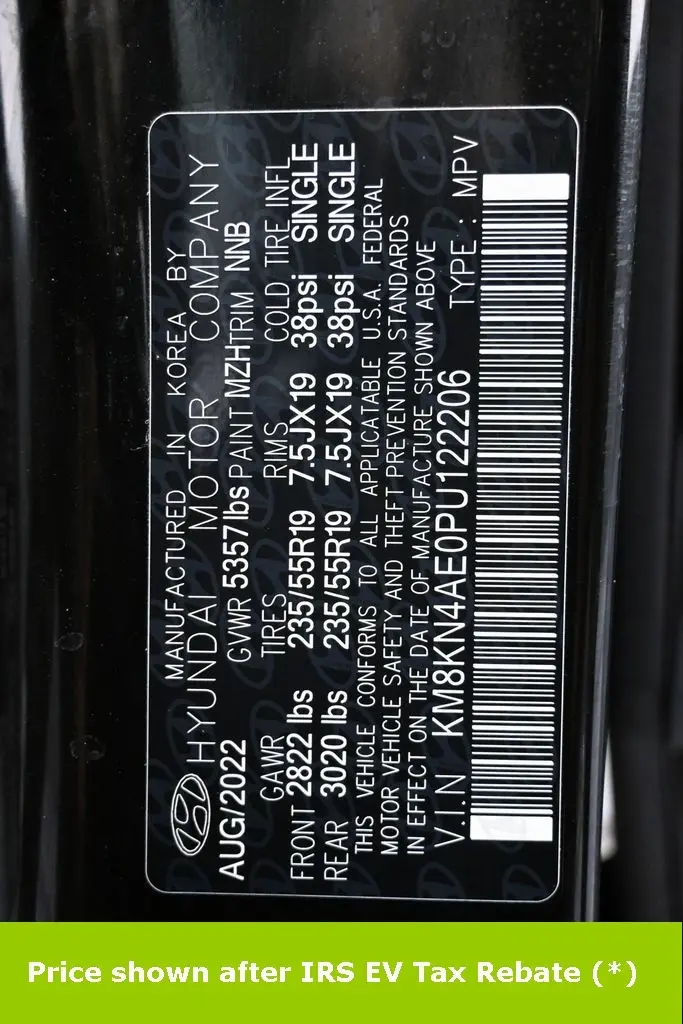 MANUFACTURED IN KOREA BY
HYUNDAI MOTOR COMPANY
AUG/2022 GVWR 5357lbs PAINT MZH TRIM NNB
GAWR TIRES RIMS COLD TIRE INFL
FRONT 2822 lbs 235/55R19 7.5JX19 38psi SINGLE
REAR 3020 lbs 235/55R19 7.5JX19 38psi SINGLE
THIS VEHICLE CONFORMS TO ALL APPLICATABLE U.S.A. FEDERAL
MOTOR VEHICLE SAFETY AND THEFT PREVENTION STANDARDS
IN EFFECT ON THE DATE OF MANUFACTURE SHOWN ABOVE
V.I.N KM8KN4AE0PU122206 TYPE : MPV
Price shown after IRS EV Tax Rebate (*)